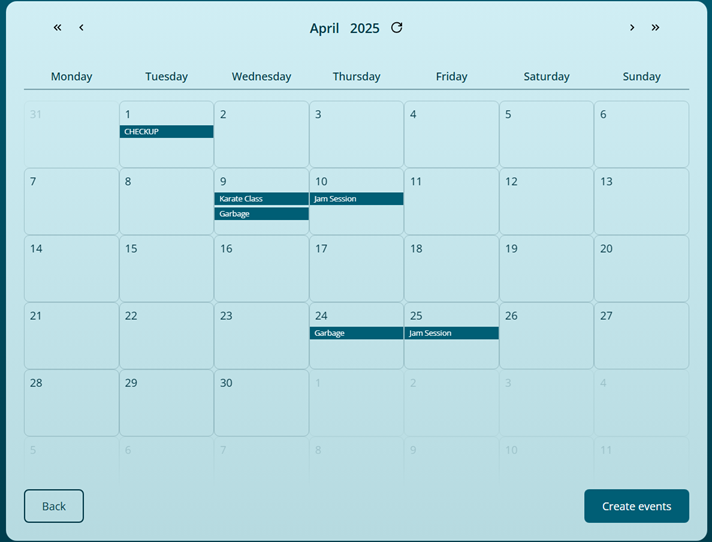 « ‹ April 2025 › »
Monday Tuesday Wednesday Thursday Friday Saturday Sunday
31 1 2 3 4 5 6
CHECKUP
7 8 9 10 11 12 13
Karate Class Jam Session
Garbage
14 15 16 17 18 19 20
21 22 23 24 25 26 27
Garbage Jam Session
28 29 30 1 2 3 4
5 6 7 8 9 10 11
Back Create events